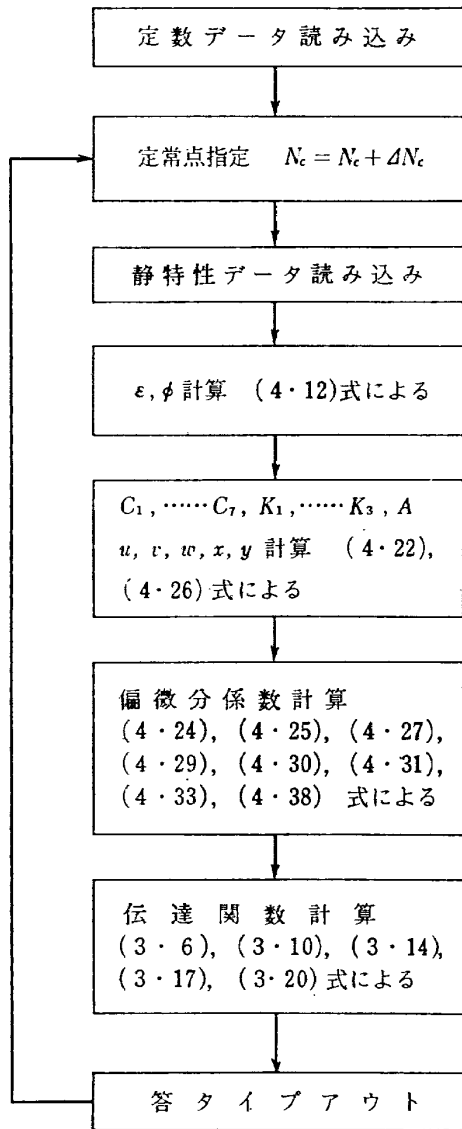 定数データ読み込み
定常点指定 Nc = Nc + ΔNc
静特性データ読み込み
ε, φ 計算 (4・12)式による
C₁, ……C₇, K₁, ……K₃, A
u, v, w, x, y 計算 (4・22),
(4・26) 式による
偏微分係数計算
(4・24), (4・25), (4・27),
(4・29), (4・30), (4・31),
(4・33), (4・38) 式による
伝達関数計算
(3・6), (3・10), (3・14),
(3・17), (3・20) 式による
答タイプアウト